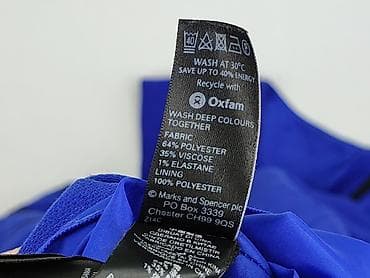 40
WASH AT 30°C
SAVE UP TO 40% ENERGY
Recycle with
Oxfam
WASH DEEP COLOURS
TOGETHER
FABRIC
64% POLYESTER
35% VISCOSE
1% ELASTANE
LINING
100% POLYESTER
© Marks and Spencer plc
PO Box 3339
Chester CH99 9QS